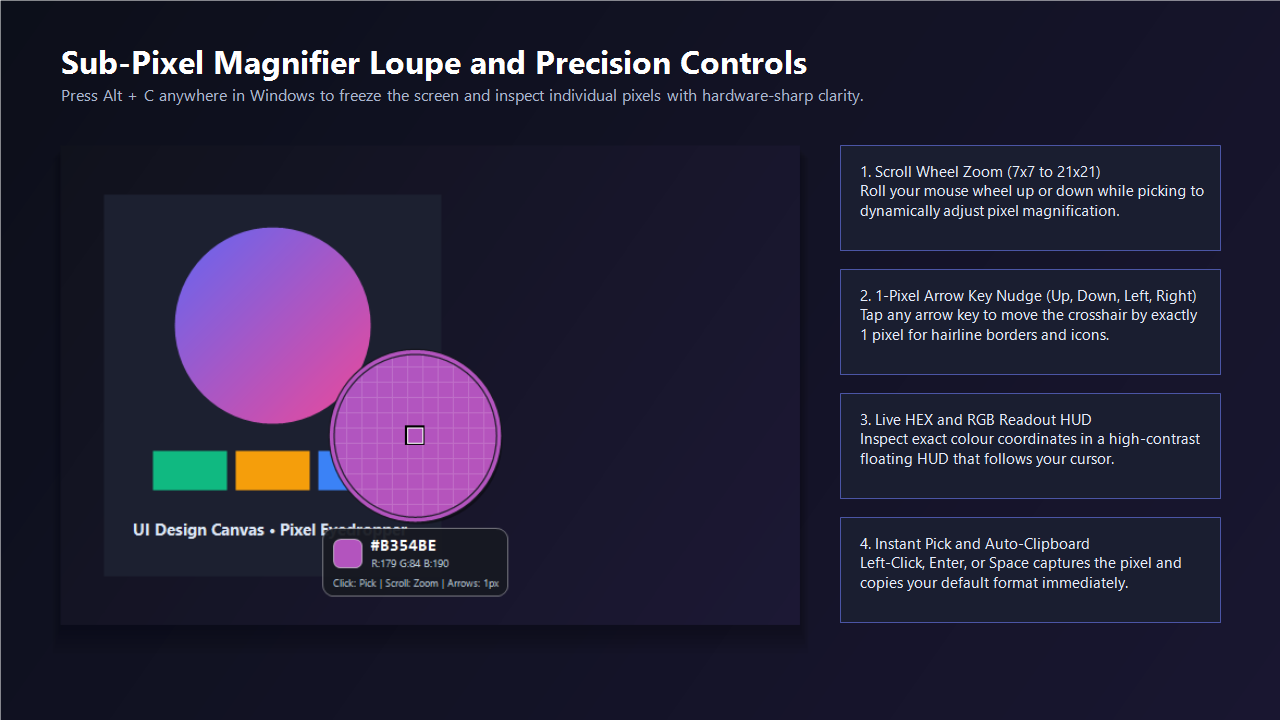 Sub-Pixel Magnifier Loupe and Precision Controls
Press Alt + C anywhere in Windows to freeze the screen and inspect individual pixels with hardware-sharp clarity.
UI Design Canvas • Pixel Eyedropper
#B354BE
R:179 G:84 B:190
Click: Pick | Scroll: Zoom | Arrows: 1px
1. Scroll Wheel Zoom (7x7 to 21x21)
Roll your mouse wheel up or down while picking to
dynamically adjust pixel magnification.
2. 1-Pixel Arrow Key Nudge (Up, Down, Left, Right)
Tap any arrow key to move the crosshair by exactly
1 pixel for hairline borders and icons.
3. Live HEX and RGB Readout HUD
Inspect exact colour coordinates in a high-contrast
floating HUD that follows your cursor.
4. Instant Pick and Auto-Clipboard
Left-Click, Enter, or Space captures the pixel and
copies your default format immediately.